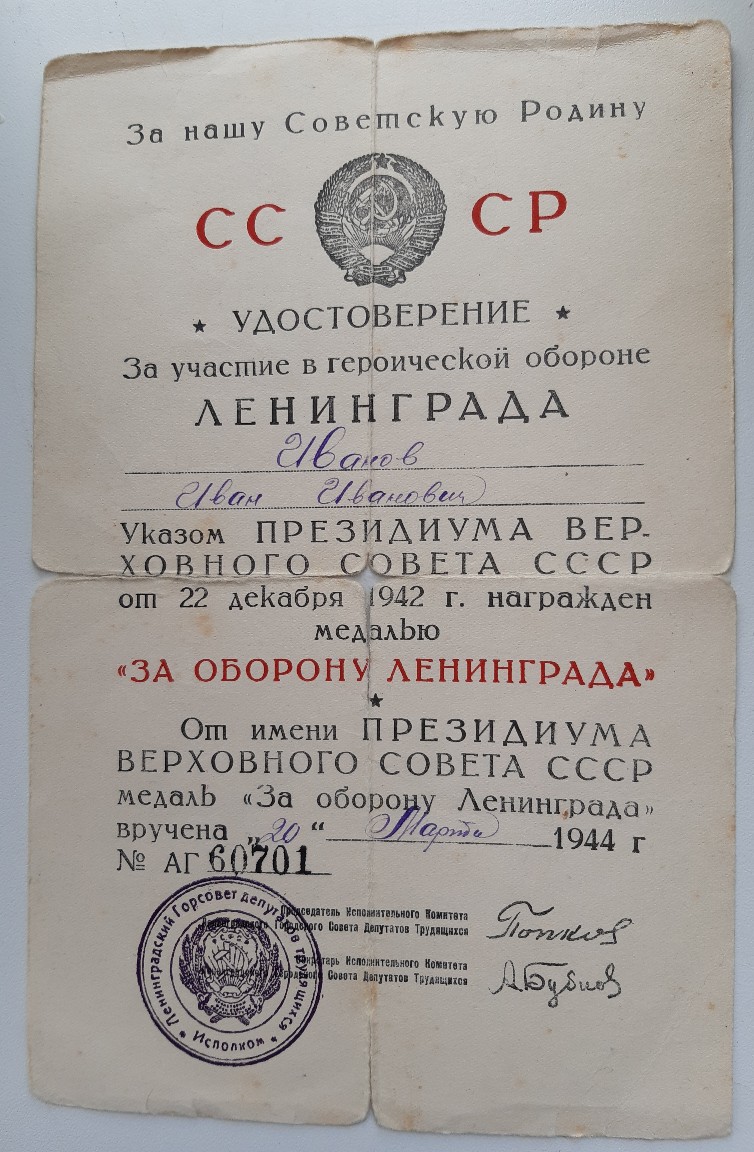 За нашу Советскую Родину
СС СР
★ УДОСТОВЕРЕНИЕ ★
За участие в героической обороне
ЛЕНИНГРАДА
Иванов
Иван Иванович
Указом ПРЕЗИДИУМА ВЕР-
ХОВНОГО СОВЕТА СССР
от 22 декабря 1942 г. награжден
медалью
«ЗА ОБОРОНУ ЛЕНИНГРАДА»
★
От имени ПРЕЗИДИУМА
ВЕРХОВНОГО СОВЕТА СССР
медаль «За оборону Ленинграда»
вручена „20“ Марта 1944 г
№ АГ 60701
Председатель Исполнительного Комитета
Ленинградского Городского Совета Депутатов Трудящихся
Попков
Секретарь Исполнительного Комитета
Ленинградского Городского Совета Депутатов Трудящихся
АБубнов
Ленинградский Горсовет депутатов трудящихся
* Исполком *